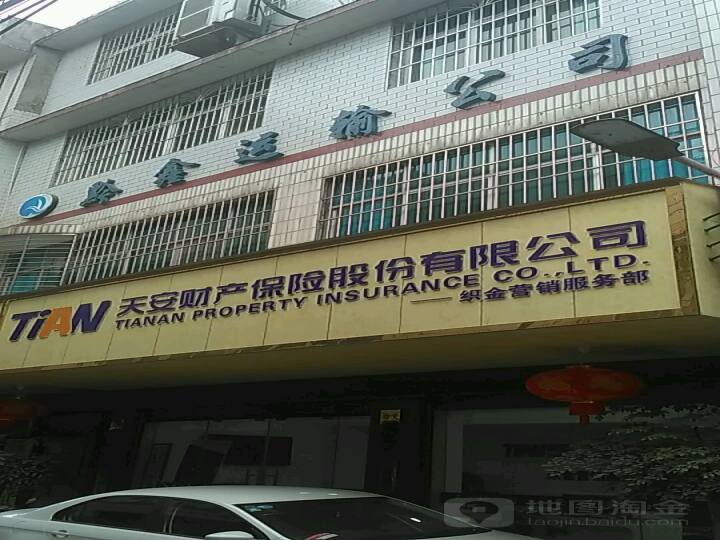 黔鑫运输公司
TiAN 天安财产保险股份有限公司
TIANAN PROPERTY INSURANCE CO.,LTD.
——织金营销服务部
地图淘金
taojin.baidu.com